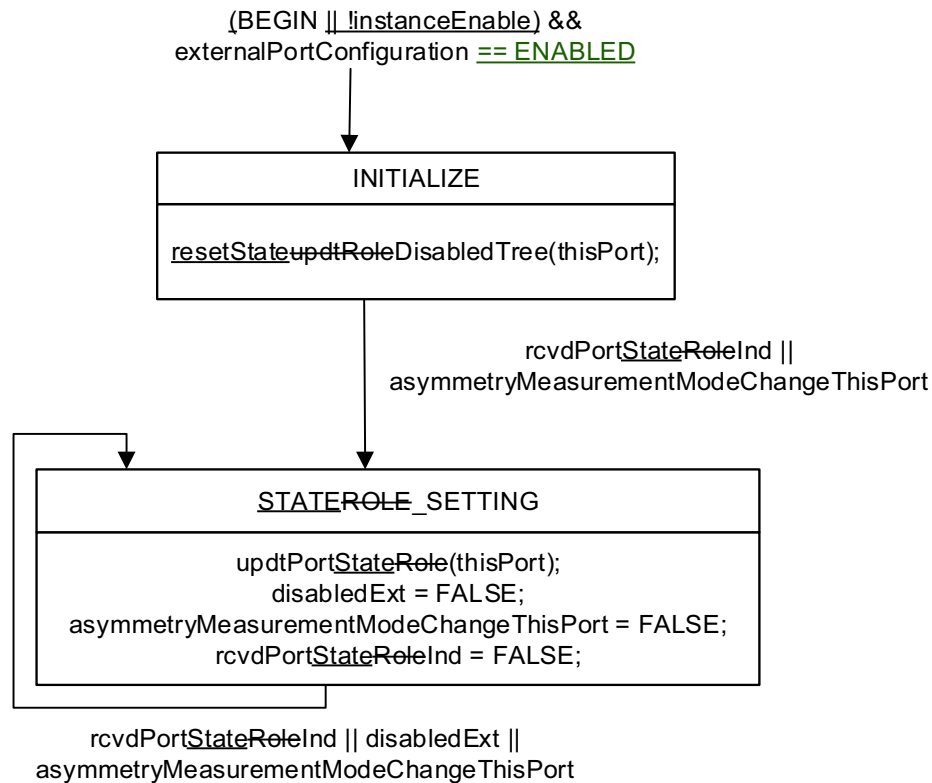 (BEGIN || !instanceEnable) &&
externalPortConfiguration == ENABLED
INITIALIZE
resetStateupdtRoleDisabledTree(thisPort);
rcvdPortStateRoleInd ||
asymmetryMeasurementModeChangeThisPort
STATEROLE_SETTING
updtPortStateRole(thisPort);
disabledExt = FALSE;
asymmetryMeasurementModeChangeThisPort = FALSE;
rcvdPortStateRoleInd = FALSE;
rcvdPortStateRoleInd || disabledExt ||
asymmetryMeasurementModeChangeThisPort